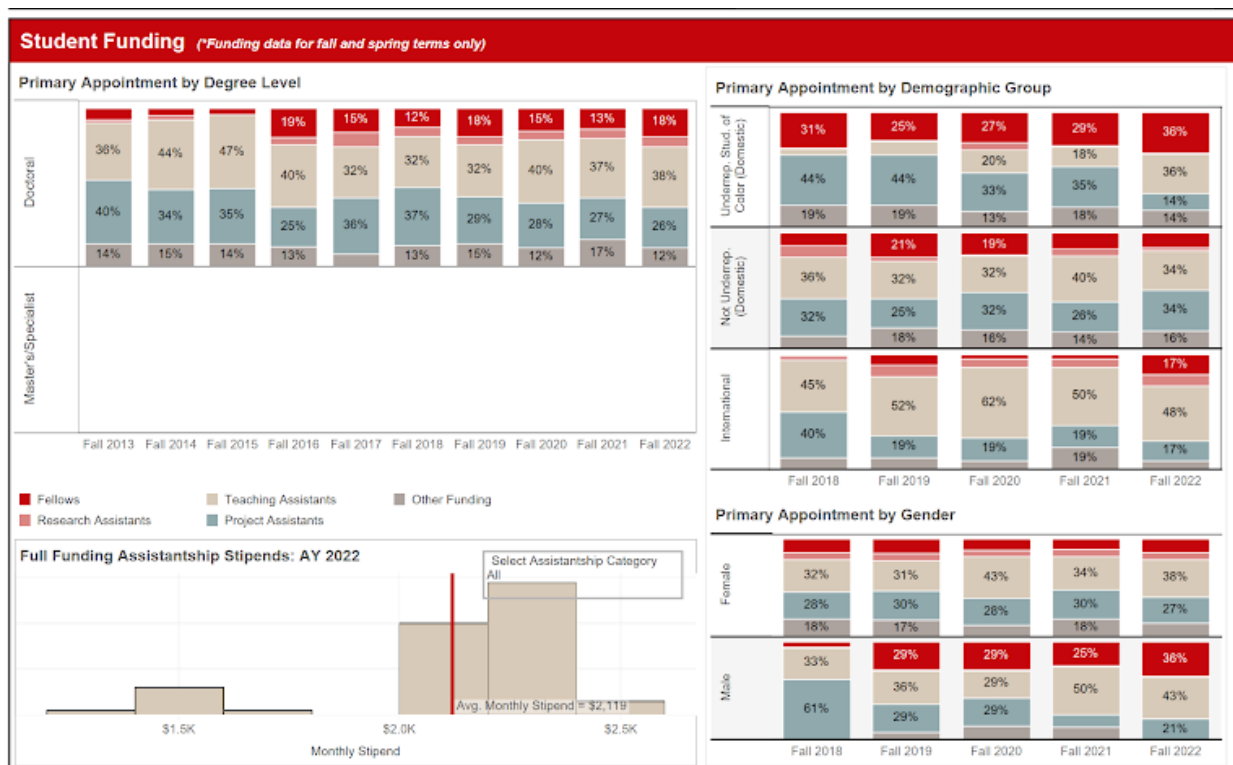 Student Funding (*Funding data for fall and spring terms only)
Primary Appointment by Degree Level
Doctoral
19% 15% 12% 18% 15% 13% 18%
36% 44% 47% 40% 32% 32% 32% 40% 37% 38%
40% 34% 35% 25% 36% 37% 29% 28% 27% 26%
14% 15% 14% 13% 13% 15% 12% 17% 12%
Master's/Specialist
Fall 2013 Fall 2014 Fall 2015 Fall 2016 Fall 2017 Fall 2018 Fall 2019 Fall 2020 Fall 2021 Fall 2022
Fellows Teaching Assistants Other Funding
Research Assistants Project Assistants
Full Funding Assistantship Stipends: AY 2022
Select Assistantship Category
All
Avg. Monthly Stipend = $2,119
$1.5K $2.0K $2.5K
Monthly Stipend
Primary Appointment by Demographic Group
Underrep. Stud. of
Color (Domestic)
31% 25% 27% 29% 36%
20% 18% 36%
44% 44% 33% 35% 14%
19% 19% 13% 18% 14%
Not Underrep.
(Domestic)
21% 19%
36% 32% 32% 40% 34%
32% 25% 32% 26% 34%
18% 16% 14% 16%
International
17%
45% 52% 62% 50% 48%
40% 19% 19% 19% 17%
19%
Fall 2018 Fall 2019 Fall 2020 Fall 2021 Fall 2022
Primary Appointment by Gender
Female
32% 31% 43% 34% 38%
28% 30% 28% 30% 27%
18% 17% 18%
Male
29% 29% 25% 36%
33% 36% 29% 50% 43%
61% 29% 29% 21%
Fall 2018 Fall 2019 Fall 2020 Fall 2021 Fall 2022